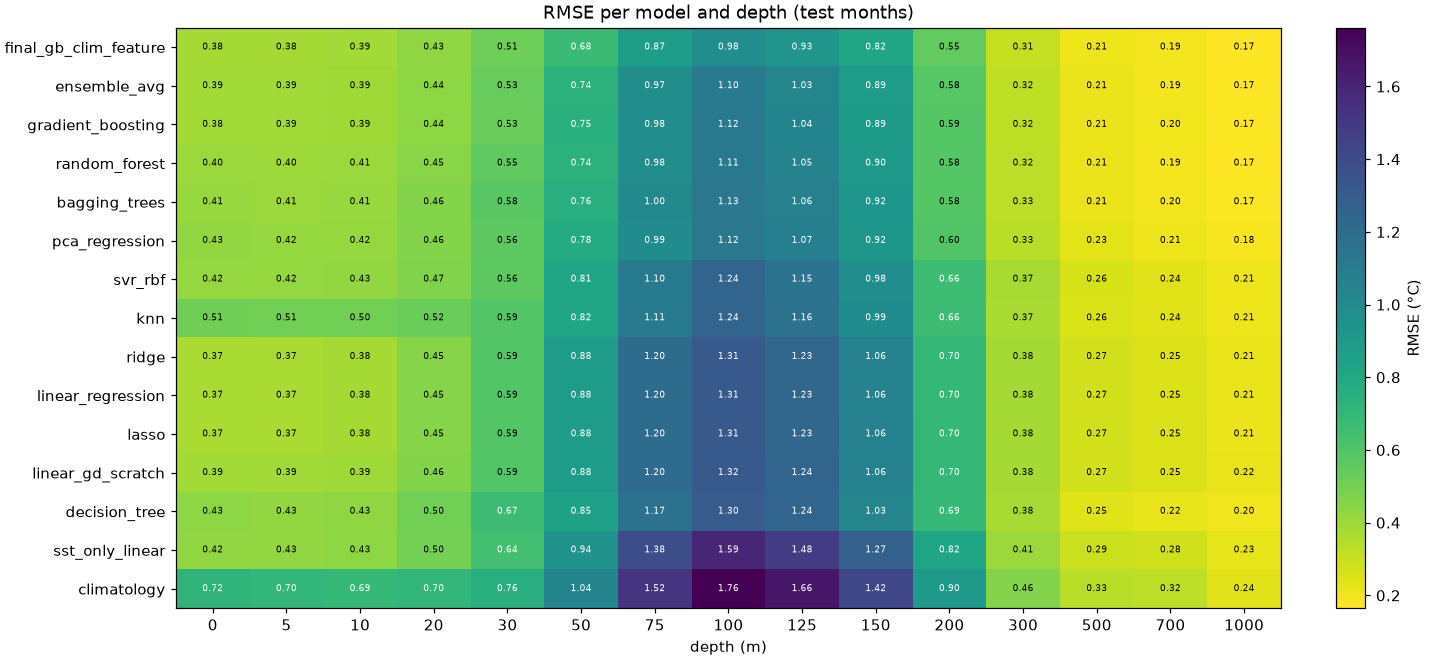 RMSE per model and depth (test months)
final_gb_clim_feature 0.38 0.38 0.39 0.43 0.51 0.68 0.87 0.98 0.93 0.82 0.55 0.31 0.21 0.19 0.17
ensemble_avg 0.39 0.39 0.39 0.44 0.53 0.74 0.97 1.10 1.03 0.89 0.58 0.32 0.21 0.19 0.17
gradient_boosting 0.38 0.39 0.39 0.44 0.53 0.75 0.98 1.12 1.04 0.89 0.59 0.32 0.21 0.20 0.17
random_forest 0.40 0.40 0.41 0.45 0.55 0.74 0.98 1.11 1.05 0.90 0.58 0.32 0.21 0.19 0.17
bagging_trees 0.41 0.41 0.41 0.46 0.58 0.76 1.00 1.13 1.06 0.92 0.58 0.33 0.21 0.20 0.17
pca_regression 0.43 0.42 0.42 0.46 0.56 0.78 0.99 1.12 1.07 0.92 0.60 0.33 0.23 0.21 0.18
svr_rbf 0.42 0.42 0.43 0.47 0.56 0.81 1.10 1.24 1.15 0.98 0.66 0.37 0.26 0.24 0.21
knn 0.51 0.51 0.50 0.52 0.59 0.82 1.11 1.24 1.16 0.99 0.66 0.37 0.26 0.24 0.21
ridge 0.37 0.37 0.38 0.45 0.59 0.88 1.20 1.31 1.23 1.06 0.70 0.38 0.27 0.25 0.21
linear_regression 0.37 0.37 0.38 0.45 0.59 0.88 1.20 1.31 1.23 1.06 0.70 0.38 0.27 0.25 0.21
lasso 0.37 0.37 0.38 0.45 0.59 0.88 1.20 1.31 1.23 1.06 0.70 0.38 0.27 0.25 0.21
linear_gd_scratch 0.39 0.39 0.39 0.46 0.59 0.88 1.20 1.32 1.24 1.06 0.70 0.38 0.27 0.25 0.22
decision_tree 0.43 0.43 0.43 0.50 0.67 0.85 1.17 1.30 1.24 1.03 0.69 0.38 0.25 0.22 0.20
sst_only_linear 0.42 0.43 0.43 0.50 0.64 0.94 1.38 1.59 1.48 1.27 0.82 0.41 0.29 0.28 0.23
climatology 0.72 0.70 0.69 0.70 0.76 1.04 1.52 1.76 1.66 1.42 0.90 0.46 0.33 0.32 0.24
0 5 10 20 30 50 75 100 125 150 200 300 500 700 1000
depth (m)
1.6
1.4
1.2
1.0
0.8
0.6
0.4
0.2
RMSE (°C)